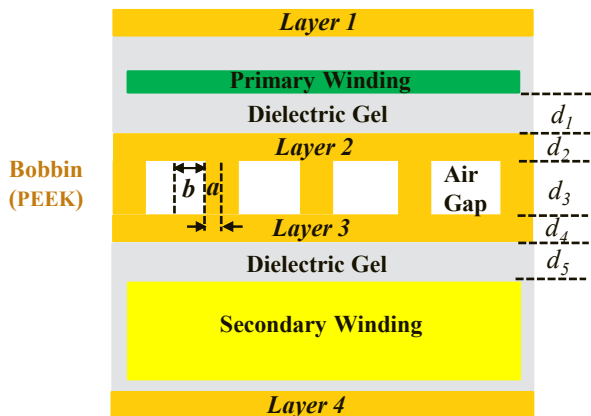 Layer 1
Primary Winding
Dielectric Gel
d1
Layer 2
d2
Bobbin
(PEEK)
b
a
Air
Gap
d3
Layer 3
d4
Dielectric Gel
d5
Secondary Winding
Layer 4